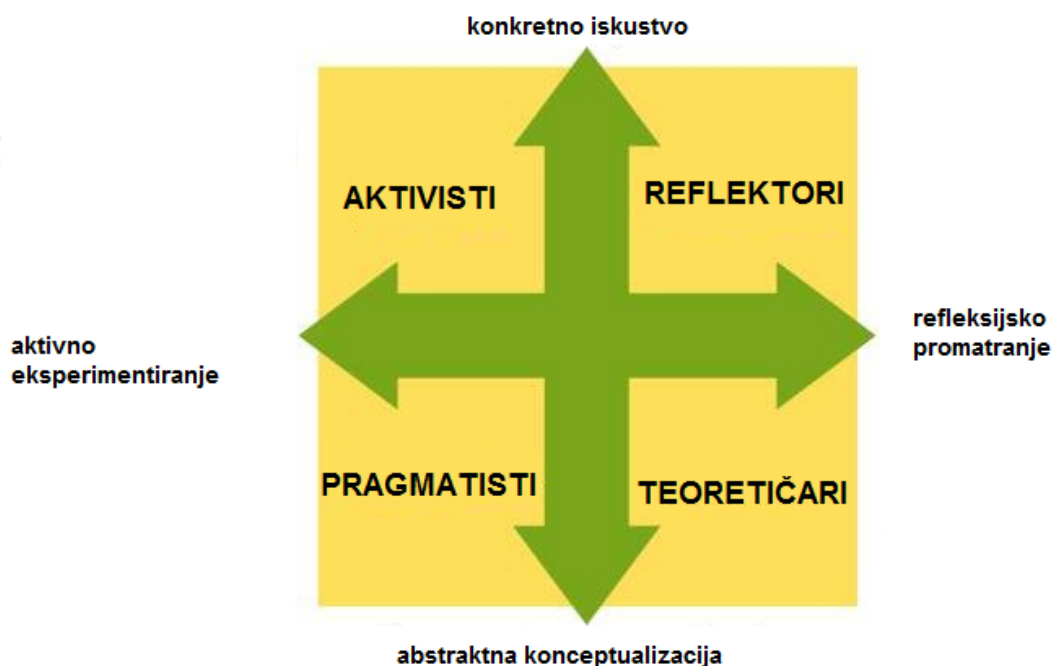 konkretno iskustvo
AKTIVISTI
REFLEKTORI
aktivno
eksperimentiranje
refleksijsko
promatranje
PRAGMATISTI
TEORETIČARI
abstraktna konceptualizacija